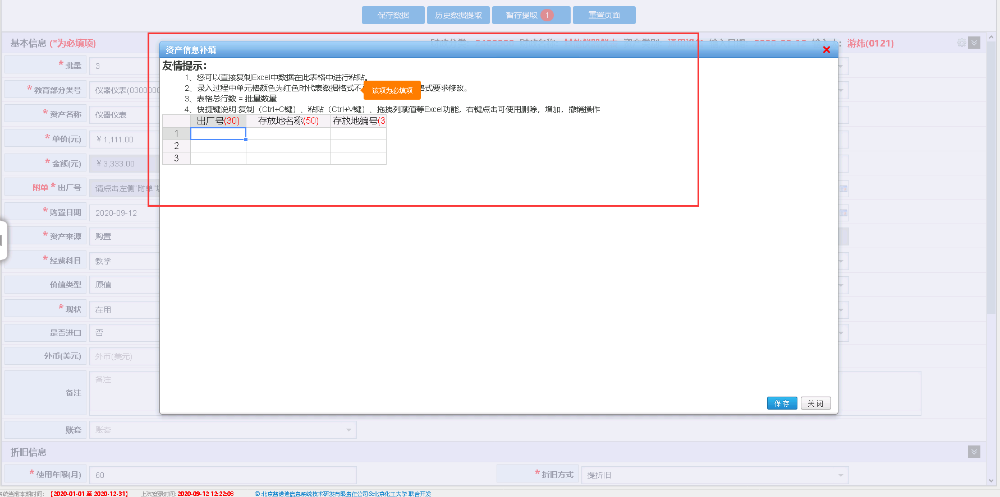 保存数据 历史数据提取 暂存提取 1 重置页面
基本信息 (*为必填项) 游炜(0121)
资产信息补填
友情提示：
1、您可以直接复制Excel中数据在此表格中进行粘贴。
2、录入过程中单元格颜色为红色时代表数据格式不 格式要求修改。
该项为必填项
3、表格总行数 = 批量数量
4、快捷键说明:复制（Ctrl+C键）、粘贴（Ctrl+V键）、拖拽列赋值等Excel功能，右键点击可使用删除，增加，撤销操作
出厂号(30) 存放地名称(50) 存放地编号(3
1
2
3
保 存 关 闭
* 批量 3
* 教育部分类号 仪器仪表(0300000
* 资产名称 仪器仪表
* 单价(元) ¥ 1,111.00
* 金额(元) ¥ 3,333.00
附单 * 出厂号 请点击左侧"附单"
* 购置日期 2020-09-12
* 资产来源 购置
* 经费科目 教学
价值类型 原值
* 现状 在用
是否进口 否
外币(美元) 外币(美元)
备注 备注
账套 账套
折旧信息
* 使用年限(月) 60 * 折旧方式 提折旧
系统当前本期时间: 【2020-01-01 至 2020-12-31】 上次登录时间: 2020-09-12 12:22:08 © 北京普诺迪信息系统技术研发有限责任公司&北京化工大学 联合开发